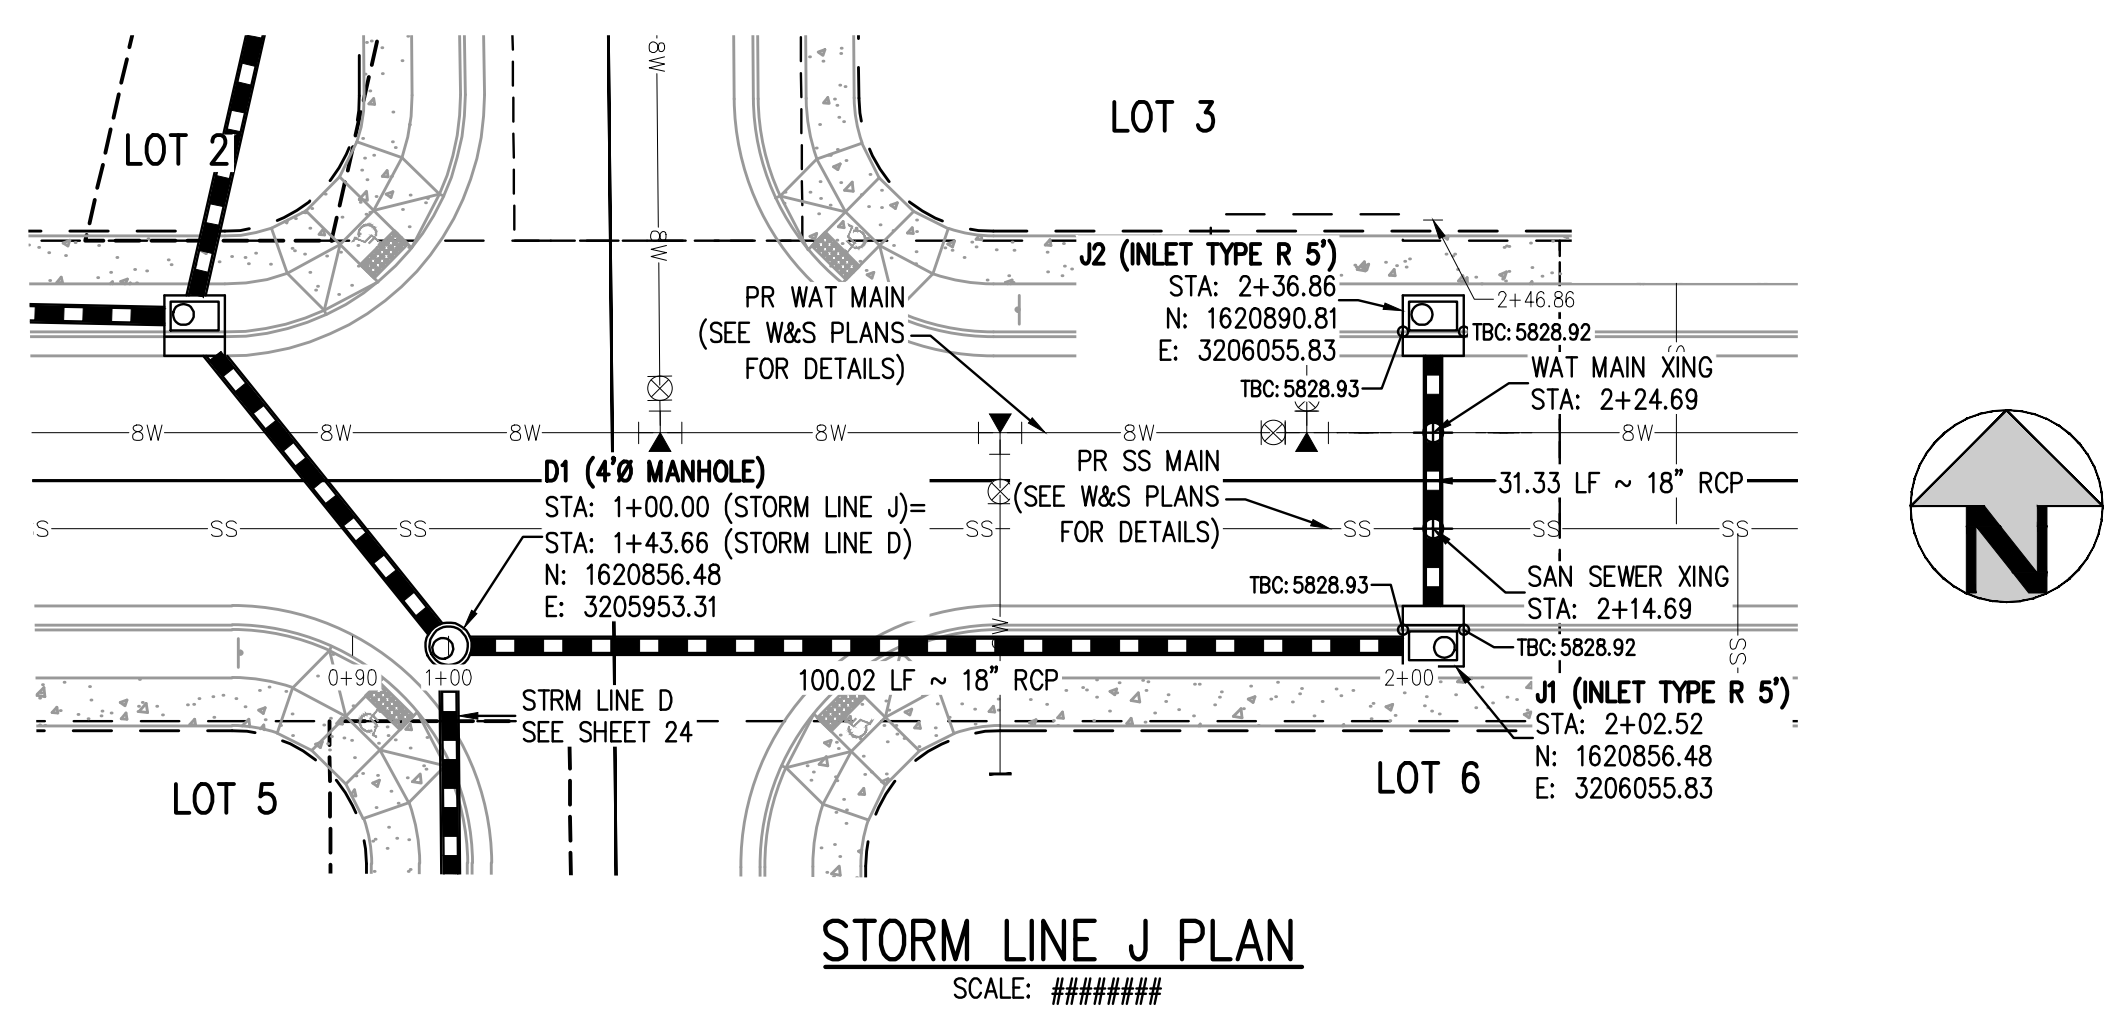 8W
LOT 3
LOT 2
8W
J2 (INLET TYPE R 5')
STA: 2+36.86
N: 1620890.81
E: 3206055.83
2+46.86
PR WAT MAIN
(SEE W&S PLANS
FOR DETAILS)
TBC: 5828.92
TBC: 5828.93
WAT MAIN XING
STA: 2+24.69
8W
8W
8W
8W
8W
8W
D1 (4'Ø MANHOLE)
STA: 1+00.00 (STORM LINE J)=
STA: 1+43.66 (STORM LINE D)
N: 1620856.48
E: 3205953.31
PR SS MAIN
(SEE W&S PLANS
FOR DETAILS)
31.33 LF ~ 18" RCP
SS
SS
SS
SS
SS
SS
SS
N
TBC: 5828.93
SAN SEWER XING
STA: 2+14.69
TBC: 5828.92
SS
0+90
1+00
100.02 LF ~ 18" RCP
2+00
STRM LINE D
SEE SHEET 24
J1 (INLET TYPE R 5')
STA: 2+02.52
N: 1620856.48
E: 3206055.83
LOT 5
LOT 6
STORM LINE J PLAN
SCALE: ########